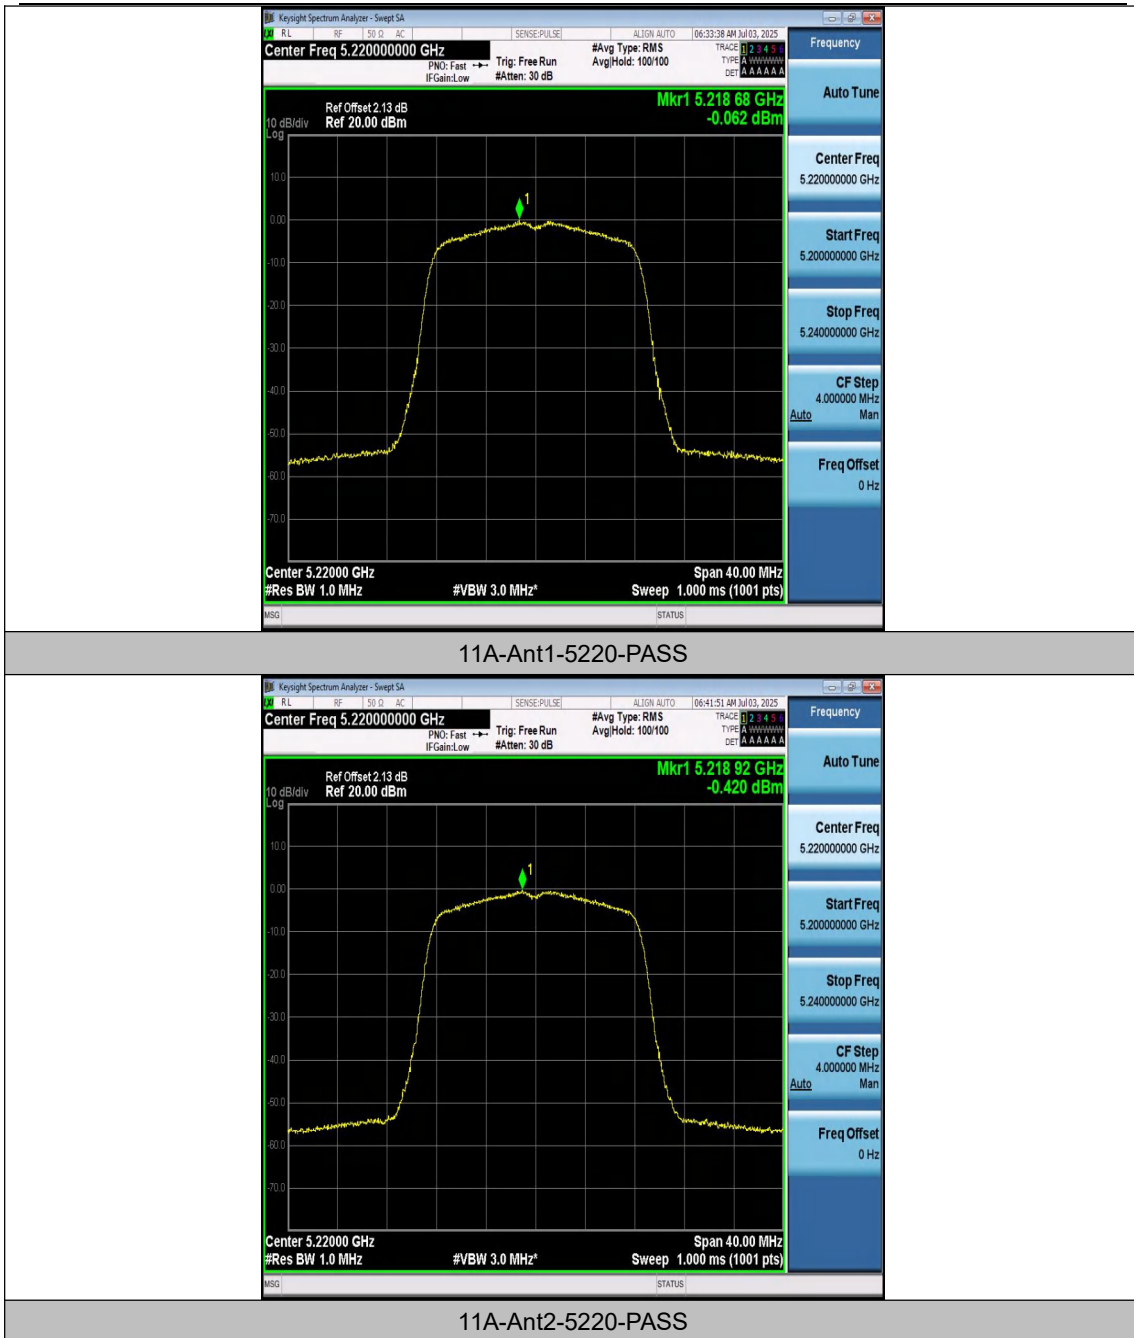 Keysight Spectrum Analyzer - Swept SA
RL RF 50 Ω AC SENSE:PULSE ALIGN AUTO 06:33:38 AM Jul 03, 2025
Center Freq 5.220000000 GHz
PNO: Fast
IFGain:Low
Trig: Free Run
#Atten: 30 dB
#Avg Type: RMS
Avg|Hold: 100/100
TRACE 1 2 3 4 5 6
TYPE A WWWWW
DET A A A A A A
Frequency
Auto Tune
Center Freq
5.220000000 GHz
Start Freq
5.200000000 GHz
Stop Freq
5.240000000 GHz
CF Step
4.000000 MHz
Auto Man
Freq Offset
0 Hz
Mkr1 5.218 68 GHz
-0.062 dBm
Ref Offset 2.13 dB
10 dB/div Ref 20.00 dBm
Log
10.0
1
0.00
-10.0
-20.0
-30.0
-40.0
-50.0
-60.0
-70.0
Center 5.22000 GHz Span 40.00 MHz
#Res BW 1.0 MHz #VBW 3.0 MHz* Sweep 1.000 ms (1001 pts)
MSG STATUS
11A-Ant1-5220-PASS
Keysight Spectrum Analyzer - Swept SA
RL RF 50 Ω AC SENSE:PULSE ALIGN AUTO 06:41:51 AM Jul 03, 2025
Center Freq 5.220000000 GHz
PNO: Fast
IFGain:Low
Trig: Free Run
#Atten: 30 dB
#Avg Type: RMS
Avg|Hold: 100/100
TRACE 1 2 3 4 5 6
TYPE A WWWWW
DET A A A A A A
Frequency
Auto Tune
Center Freq
5.220000000 GHz
Start Freq
5.200000000 GHz
Stop Freq
5.240000000 GHz
CF Step
4.000000 MHz
Auto Man
Freq Offset
0 Hz
Mkr1 5.218 92 GHz
-0.420 dBm
Ref Offset 2.13 dB
10 dB/div Ref 20.00 dBm
Log
10.0
1
0.00
-10.0
-20.0
-30.0
-40.0
-50.0
-60.0
-70.0
Center 5.22000 GHz Span 40.00 MHz
#Res BW 1.0 MHz #VBW 3.0 MHz* Sweep 1.000 ms (1001 pts)
MSG STATUS
11A-Ant2-5220-PASS